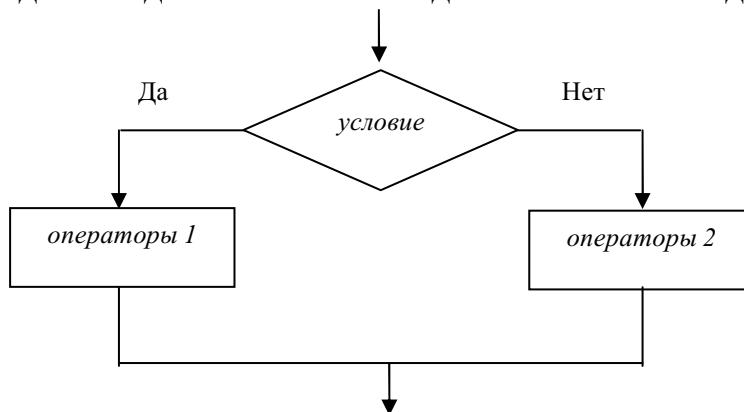 Да
Нет
условие
операторы 1
операторы 2